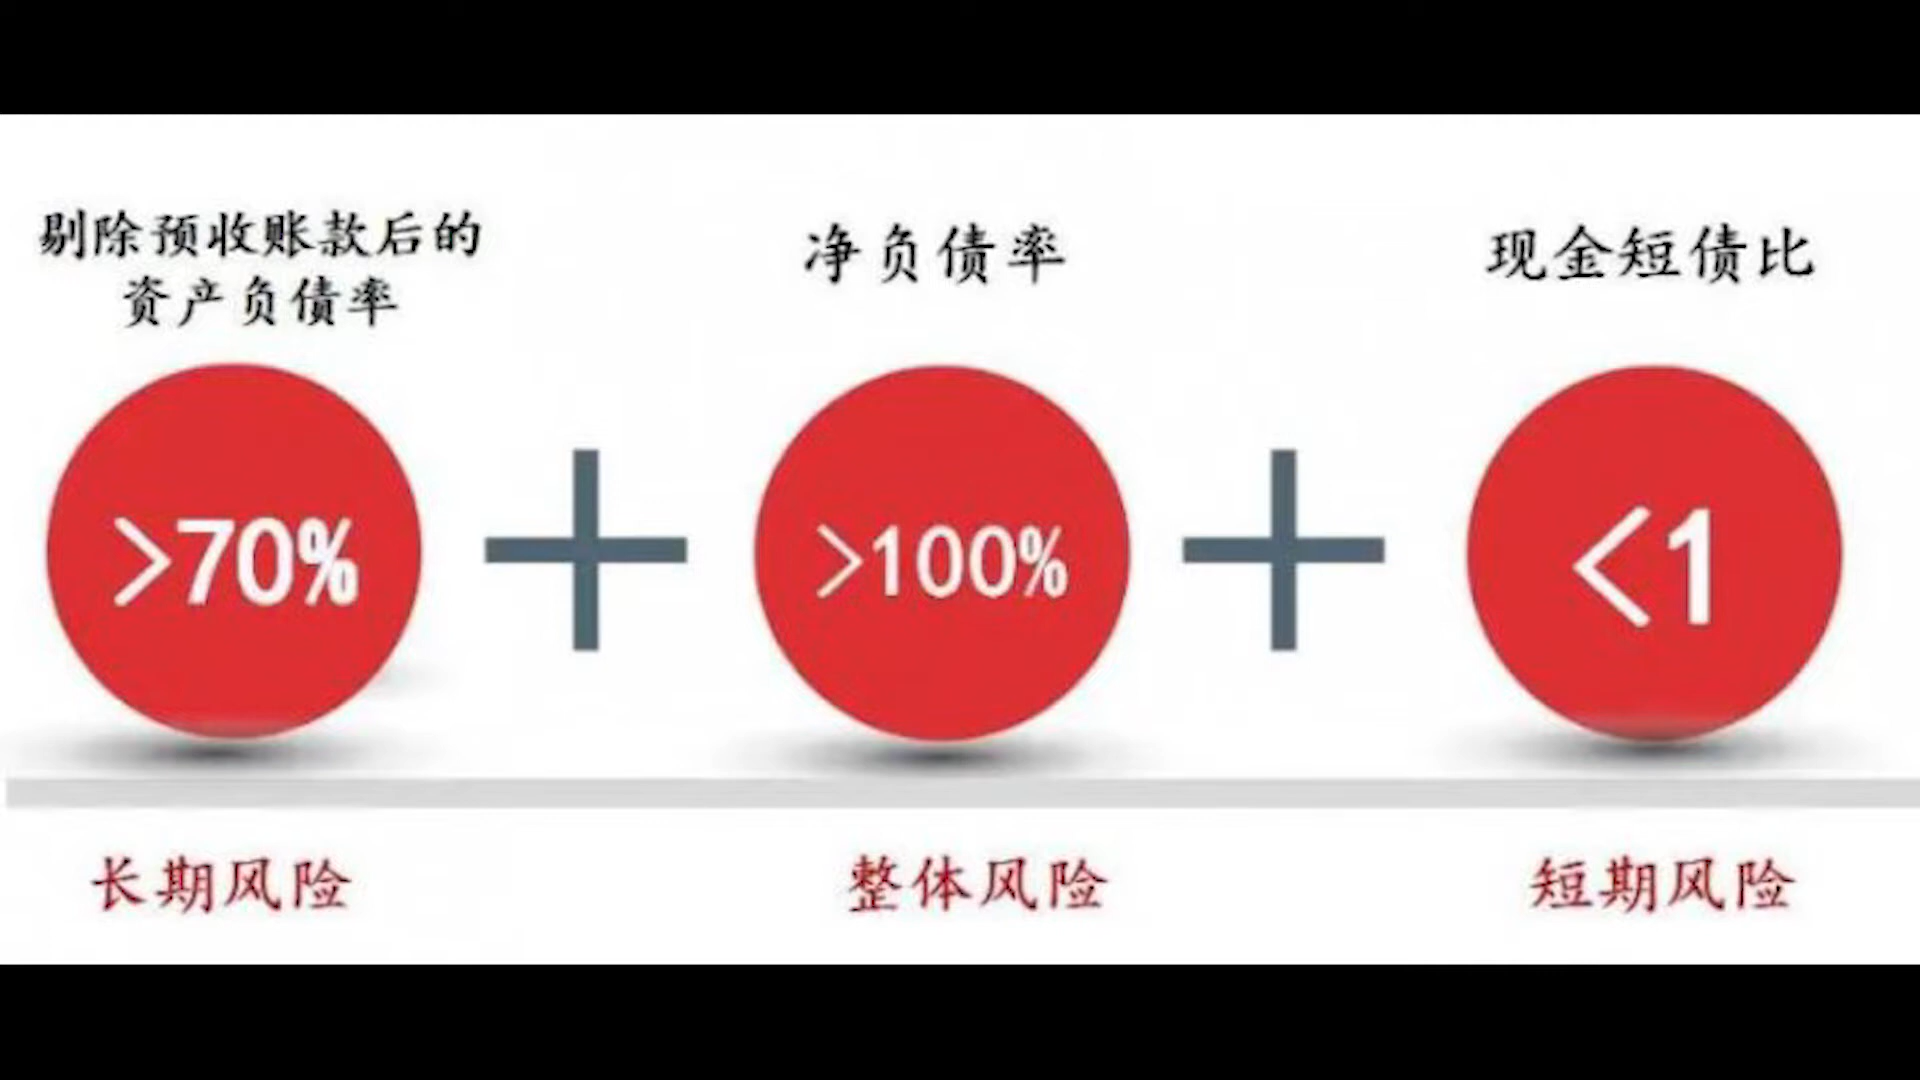 剔除预收账款后的
资产负债率
净负债率
现金短债比
>70%
>100%
<1
长期风险
整体风险
短期风险